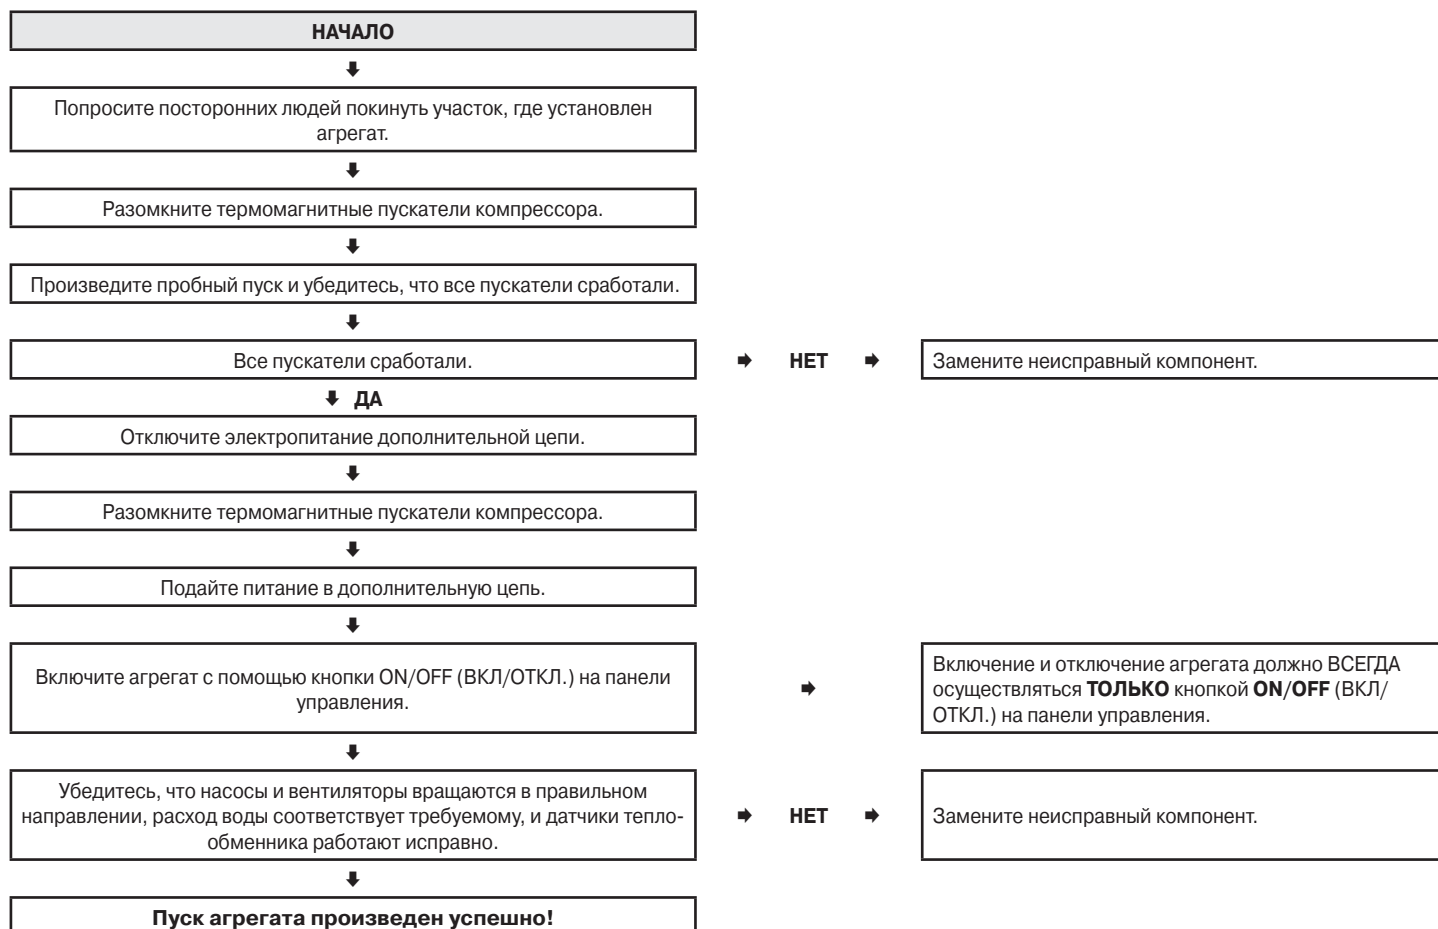 НАЧАЛО
Попросите посторонних людей покинуть участок, где установлен
агрегат.
Разомкните термомагнитные пускатели компрессора.
Произведите пробный пуск и убедитесь, что все пускатели сработали.
Все пускатели сработали.
НЕТ
Замените неисправный компонент.
ДА
Отключите электропитание дополнительной цепи.
Разомкните термомагнитные пускатели компрессора.
Подайте питание в дополнительную цепь.
Включите агрегат с помощью кнопки ON/OFF (ВКЛ/ОТКЛ.) на панели
управления.
Включение и отключение агрегата должно ВСЕГДА
осуществляться ТОЛЬКО кнопкой ON/OFF (ВКЛ/
ОТКЛ.) на панели управления.
Убедитесь, что насосы и вентиляторы вращаются в правильном
направлении, расход воды соответствует требуемому, и датчики тепло-
обменника работают исправно.
НЕТ
Замените неисправный компонент.
Пуск агрегата произведен успешно!